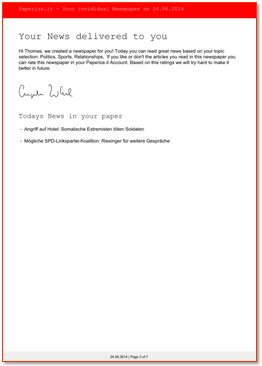 Paperize.it - Your invididual Newspaper on 24.06.2014
Your News delivered to you
Hi Thomas, we created a newspaper for you! Today you can read great news based on your topic
selection: Politics, Sports, Relationships, If you like or don't the articles you read in this newspaper you
can rate this newspaper in your Paperize.it Account. Based on this ratings we will try hard to make it
better in future.
Todays News in your paper
- Angriff auf Hotel: Somalische Extremisten töten Soldaten
- Mögliche SPD-Linkspartei-Koalition: Riexinger für weitere Gespräche
24.06.2014 | Page